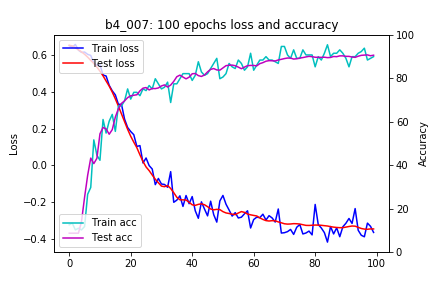 b4_007: 100 epochs loss and accuracy
Train loss
Test loss
Train acc
Test acc
Loss
Accuracy
0.6
0.4
0.2
0.0
−0.2
−0.4
100
80
60
40
20
0
0 20 40 60 80 100